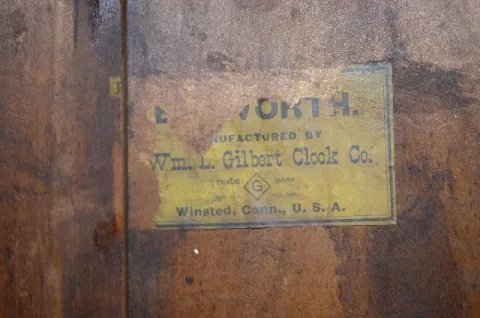 WORTH.
NUFACTURED BY
Wm. L. Gilbert Clock Co.
TRADE MARK
G
Winsted, Conn., U. S. A.